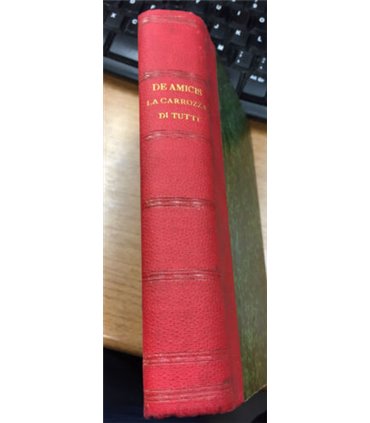 DE AMICIS
LA CARROZZA
DI TUTTI